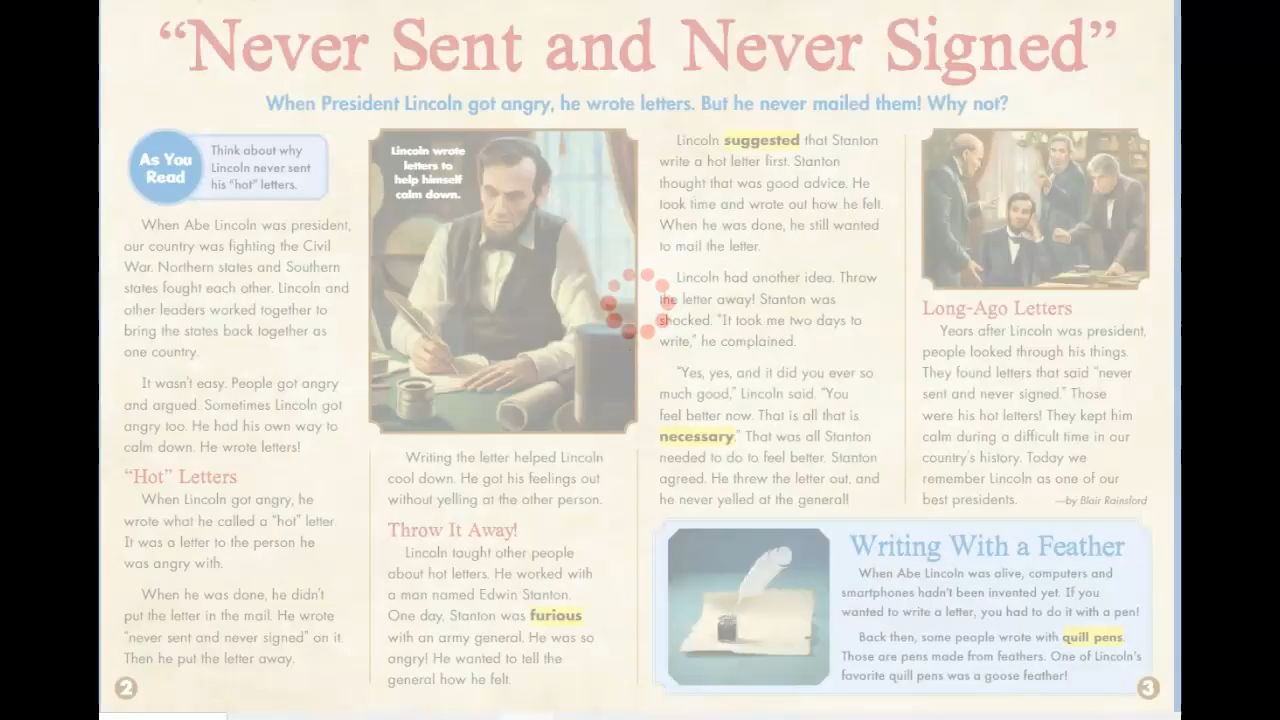 “Never Sent and Never Signed”
When President Lincoln got angry, he wrote letters. But he never mailed them! Why not?
As You
Read
Think about why
Lincoln never sent
his “hot” letters.
When Abe Lincoln was president,
our country was fighting the Civil
War. Northern states and Southern
states fought each other. Lincoln and
other leaders worked together to
bring the states back together as
one country.
It wasn’t easy. People got angry
and argued. Sometimes Lincoln got
angry too. He had his own way to
calm down. He wrote letters!
“Hot” Letters
When Lincoln got angry, he
wrote what he called a “hot” letter.
It was a letter to the person he
was angry with.
When he was done, he didn’t
put the letter in the mail. He wrote
“never sent and never signed” on it.
Then he put the letter away.
2
Lincoln wrote
letters to
help himself
calm down.
Writing the letter helped Lincoln
cool down. He got his feelings out
without yelling at the other person.
Throw It Away!
Lincoln taught other people
about hot letters. He worked with
a man named Edwin Stanton.
One day, Stanton was furious
with an army general. He was so
angry! He wanted to tell the
general how he felt.
Lincoln suggested that Stanton
write a hot letter first. Stanton
thought that was good advice. He
took time and wrote out how he felt.
When he was done, he still wanted
to mail the letter.
Lincoln had another idea. Throw
the letter away! Stanton was
shocked. “It took me two days to
write,” he complained.
“Yes, yes, and it did you ever so
much good,” Lincoln said. “You
feel better now. That is all that is
necessary.” That was all Stanton
needed to do to feel better. Stanton
agreed. He threw the letter out, and
he never yelled at the general!
Long-Ago Letters
Years after Lincoln was president,
people looked through his things.
They found letters that said “never
sent and never signed.” Those
were his hot letters! They kept him
calm during a difficult time in our
country’s history. Today we
remember Lincoln as one of our
best presidents. —by Blair Rainsford
Writing With a Feather
When Abe Lincoln was alive, computers and
smartphones hadn’t been invented yet. If you
wanted to write a letter, you had to do it with a pen!
Back then, some people wrote with quill pens.
Those are pens made from feathers. One of Lincoln’s
favorite quill pens was a goose feather!
3